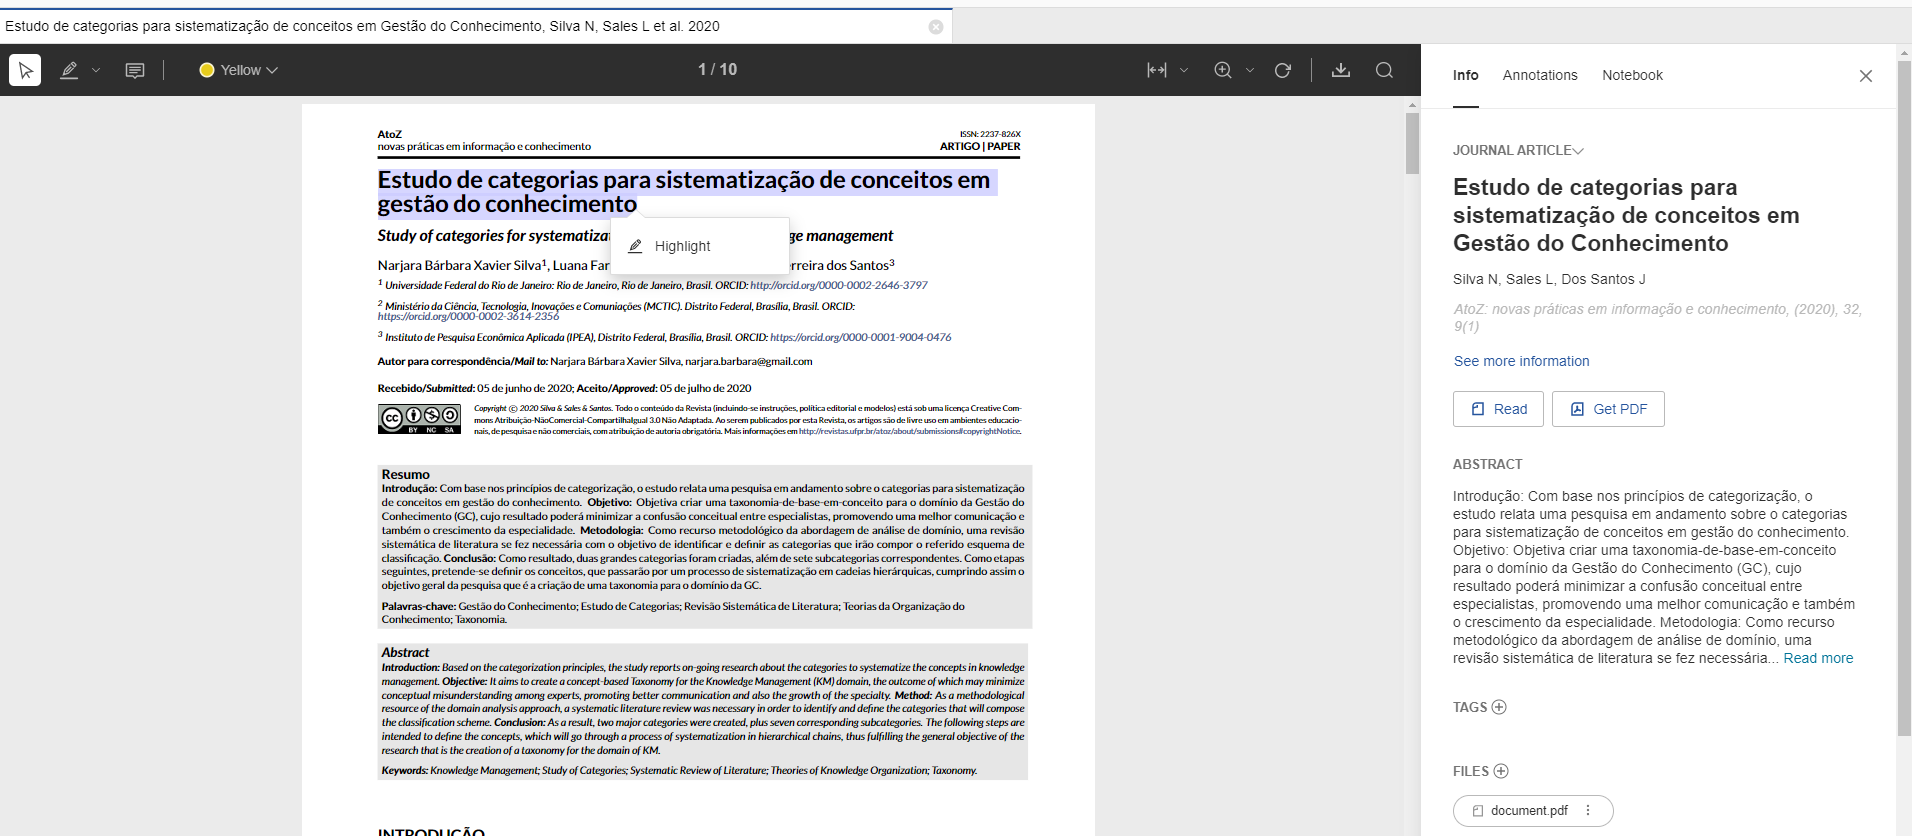 Estudo de categorias para sistematização de conceitos em Gestão do Conhecimento, Silva N, Sales L et al. 2020
Yellow
1 / 10
AtoZ
novas práticas em informação e conhecimento
ISSN: 2237-826X
ARTIGO | PAPER
Estudo de categorias para sistematização de conceitos em
gestão do conhecimento
Study of categories for systematiza
ge management
Highlight
Narjara Bárbara Xavier Silva¹, Luana Far
rreira dos Santos³
¹ Universidade Federal do Rio de Janeiro: Rio de Janeiro, Rio de Janeiro, Brasil. ORCID: http://orcid.org/0000-0002-2646-3797
² Ministério da Ciência, Tecnologia, Inovações e Comuniações (MCTIC). Distrito Federal, Brasília, Brasil. ORCID:
https://orcid.org/0000-0002-3614-2356
³ Instituto de Pesquisa Econômica Aplicada (IPEA), Distrito Federal, Brasília, Brasil. ORCID: https://orcid.org/0000-0001-9004-0476
Autor para correspondência/Mail to: Narjara Bárbara Xavier Silva, narjara.barbara@gmail.com
Recebido/Submitted: 05 de junho de 2020; Aceito/Approved: 05 de julho de 2020
cc BY NC SA
Copyright © 2020 Silva & Sales & Santos. Todo o conteúdo da Revista (incluindo-se instruções, política editorial e modelos) está sob uma licença Creative Com-
mons Atribuição-NãoComercial-CompartilhaIgual 3.0 Não Adaptada. Ao serem publicados por esta Revista, os artigos são de livre uso em ambientes educacio-
nais, de pesquisa e não comerciais, com atribuição de autoria obrigatória. Mais informações em http://revistas.ufpr.br/atoz/about/submissions#copyrightNotice.
Resumo
Introdução: Com base nos princípios de categorização, o estudo relata uma pesquisa em andamento sobre o categorias para sistematização
de conceitos em gestão do conhecimento. Objetivo: Objetiva criar uma taxonomia-de-base-em-conceito para o domínio da Gestão do
Conhecimento (GC), cujo resultado poderá minimizar a confusão conceitual entre especialistas, promovendo uma melhor comunicação e
também o crescimento da especialidade. Metodologia: Como recurso metodológico da abordagem de análise de domínio, uma revisão
sistemática de literatura se fez necessária com o objetivo de identificar e definir as categorias que irão compor o referido esquema de
classificação. Conclusão: Como resultado, duas grandes categorias foram criadas, além de sete subcategorias correspondentes. Como etapas
seguintes, pretende-se definir os conceitos, que passarão por um processo de sistematização em cadeias hierárquicas, cumprindo assim o
objetivo geral da pesquisa que é a criação de uma taxonomia para o domínio da GC.
Palavras-chave: Gestão do Conhecimento; Estudo de Categorias; Revisão Sistemática de Literatura; Teorias da Organização do
Conhecimento; Taxonomia.
Abstract
Introduction: Based on the categorization principles, the study reports on-going research about the categories to systematize the concepts in knowledge
management. Objective: It aims to create a concept-based Taxonomy for the Knowledge Management (KM) domain, the outcome of which may minimize
conceptual misunderstanding among experts, promoting better communication and also the growth of the specialty. Method: As a methodological
resource of the domain analysis approach, a systematic literature review was necessary in order to identify and define the categories that will compose
the classification scheme. Conclusion: As a result, two major categories were created, plus seven corresponding subcategories. The following steps are
intended to define the concepts, which will go through a process of systematization in hierarchical chains, thus fulfilling the general objective of the
research that is the creation of a taxonomy for the domain of KM.
Keywords: Knowledge Management; Study of Categories; Systematic Review of Literature; Theories of Knowledge Organization; Taxonomy.
INTRODUÇÃO
Info
Annotations
Notebook
JOURNAL ARTICLE
Estudo de categorias para
sistematização de conceitos em
Gestão do Conhecimento
Silva N, Sales L, Dos Santos J
AtoZ: novas práticas em informação e conhecimento, (2020), 32,
9(1)
See more information
Read
Get PDF
ABSTRACT
Introdução: Com base nos princípios de categorização, o
estudo relata uma pesquisa em andamento sobre o categorias
para sistematização de conceitos em gestão do conhecimento.
Objetivo: Objetiva criar uma taxonomia-de-base-em-conceito
para o domínio da Gestão do Conhecimento (GC), cujo
resultado poderá minimizar a confusão conceitual entre
especialistas, promovendo uma melhor comunicação e também
o crescimento da especialidade. Metodologia: Como recurso
metodológico da abordagem de análise de domínio, uma
revisão sistemática de literatura se fez necessária... Read more
TAGS
FILES
document.pdf